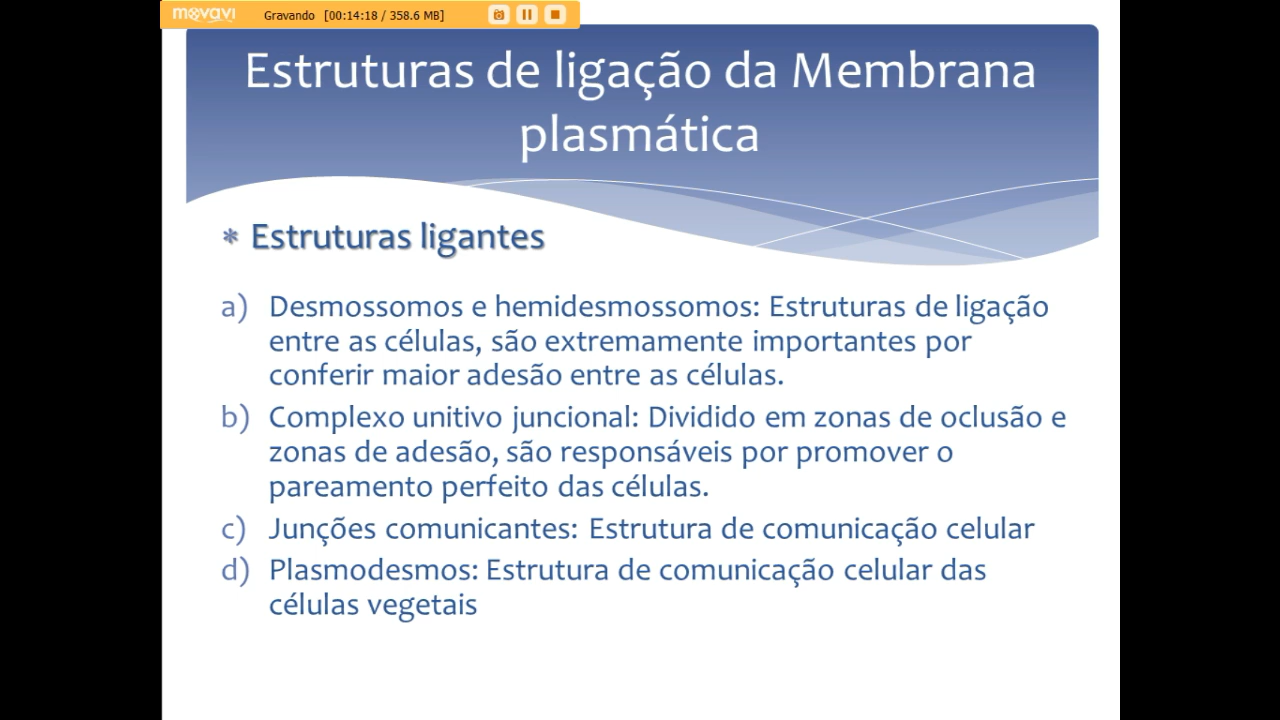 movavi Gravando [00:14:18 / 358.6 MB]
Estruturas de ligação da Membrana
plasmática
* Estruturas ligantes
a) Desmossomos e hemidesmossomos: Estruturas de ligação
entre as células, são extremamente importantes por
conferir maior adesão entre as células.
b) Complexo unitivo juncional: Dividido em zonas de oclusão e
zonas de adesão, são responsáveis por promover o
pareamento perfeito das células.
c) Junções comunicantes: Estrutura de comunicação celular
d) Plasmodesmos: Estrutura de comunicação celular das
células vegetais